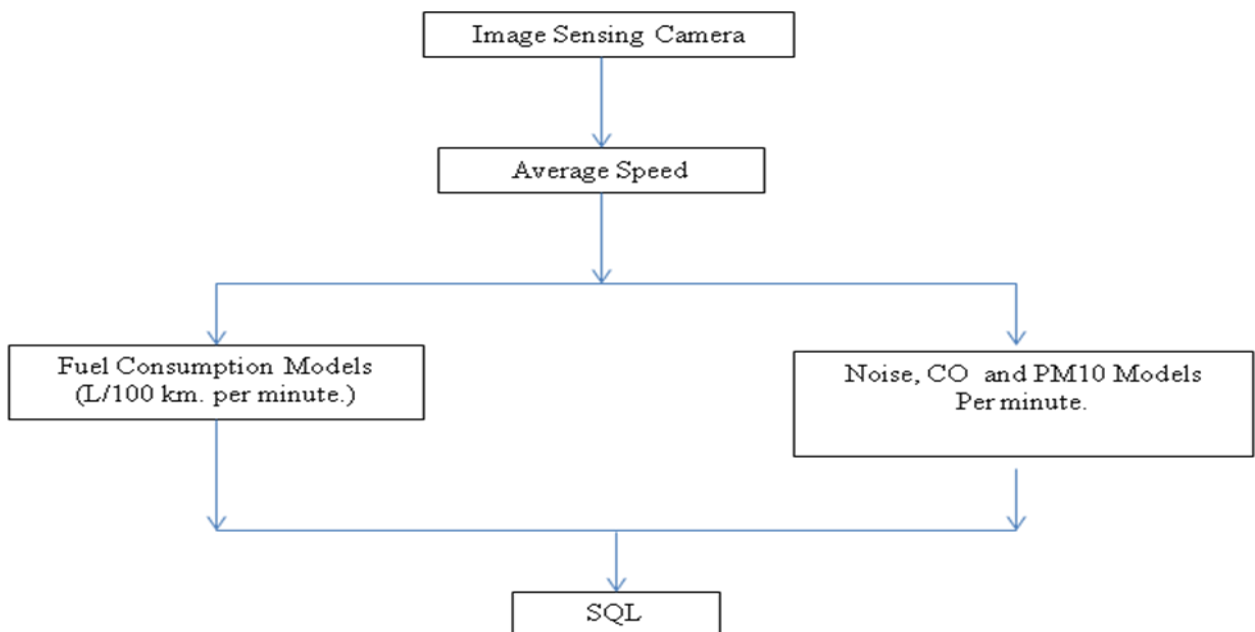 Image Sensing Camera
Average Speed
Fuel Consumption Models
(L/100 km. per minute.)
Noise, CO and PM10 Models
Per minute.
SQL